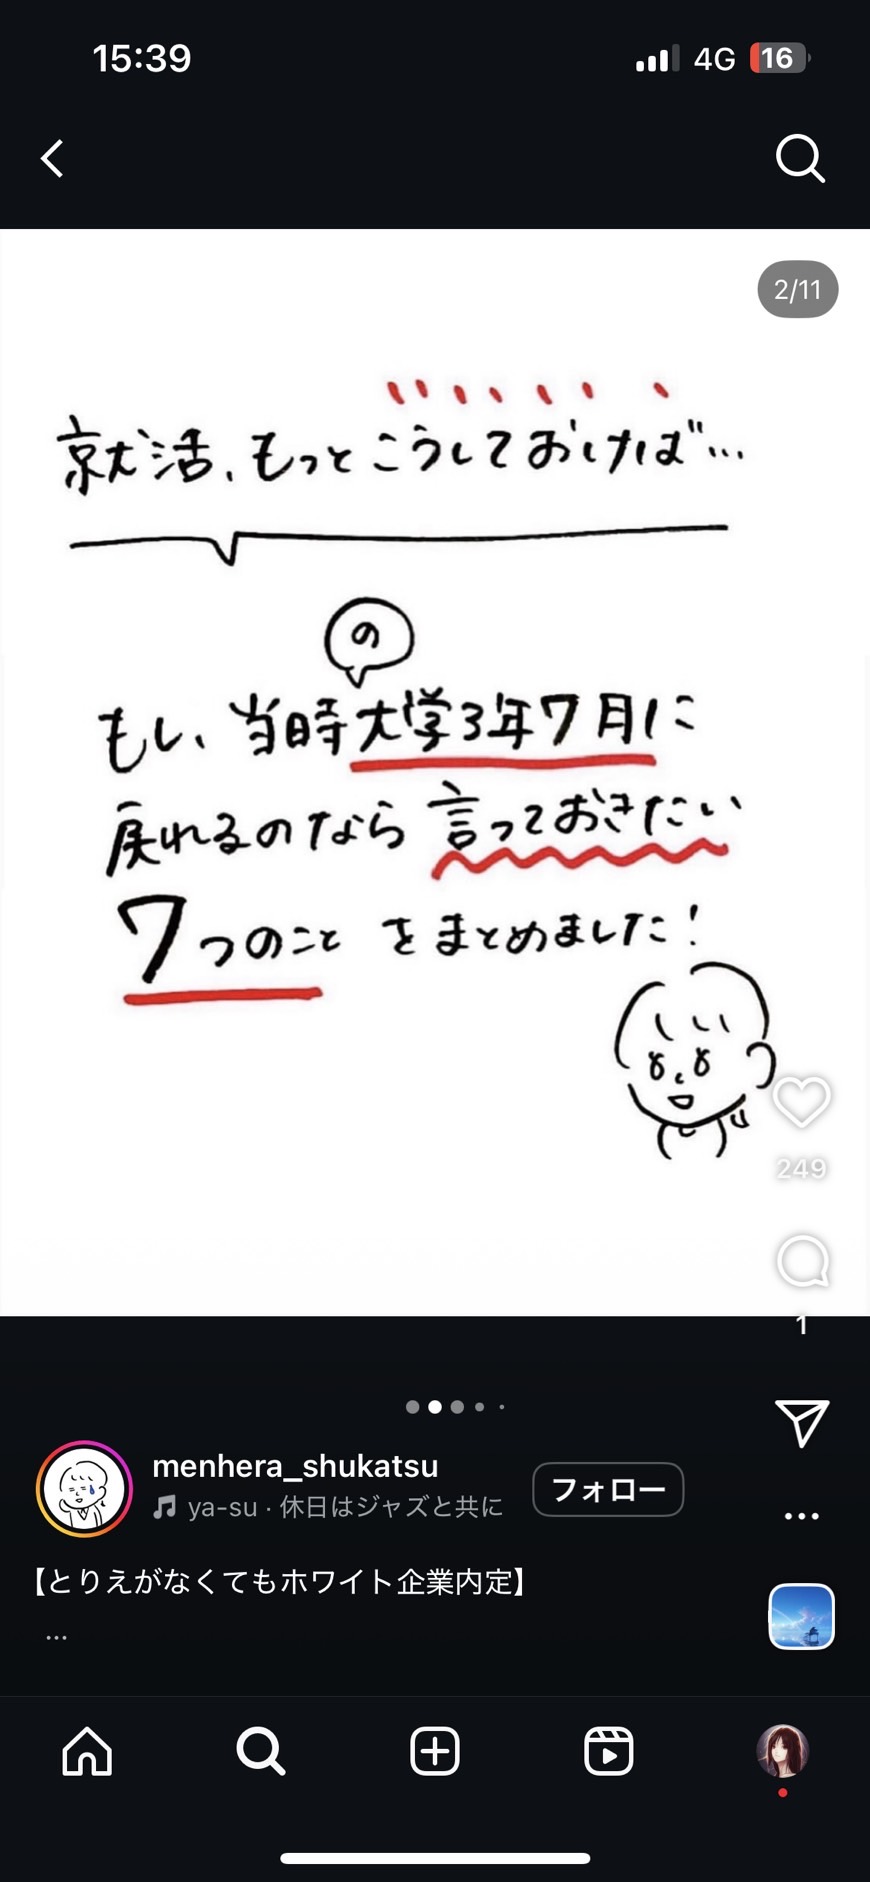 15:39
4G 16
2/11
就活、もっとこうしておけば…
の
もし、当時大学3年7月に
戻れるのなら言っておきたい
7つのことをまとめました!
249
1
menhera_shukatsu
フォロー
ya-su · 休日はジャズと共に
【とりえがなくてもホワイト企業内定】
...